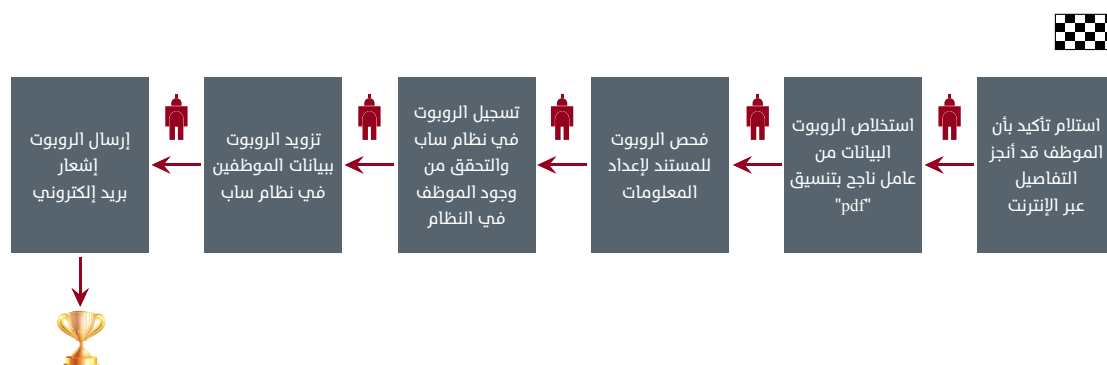 استلام تأكيد بأن
الموظف قد أنجز
التفاصيل
عبر الإنترنت
استخلاص الروبوت
البيانات من
عامل ناجح بتنسيق
"pdf"
فحص الروبوت
للمستند لإعداد
المعلومات
تسجيل الروبوت
في نظام ساب
والتحقق من
وجود الموظف
في النظام
تزويد الروبوت
ببيانات الموظفين
في نظام ساب
إرسال الروبوت
إشعار
بريد إلكتروني